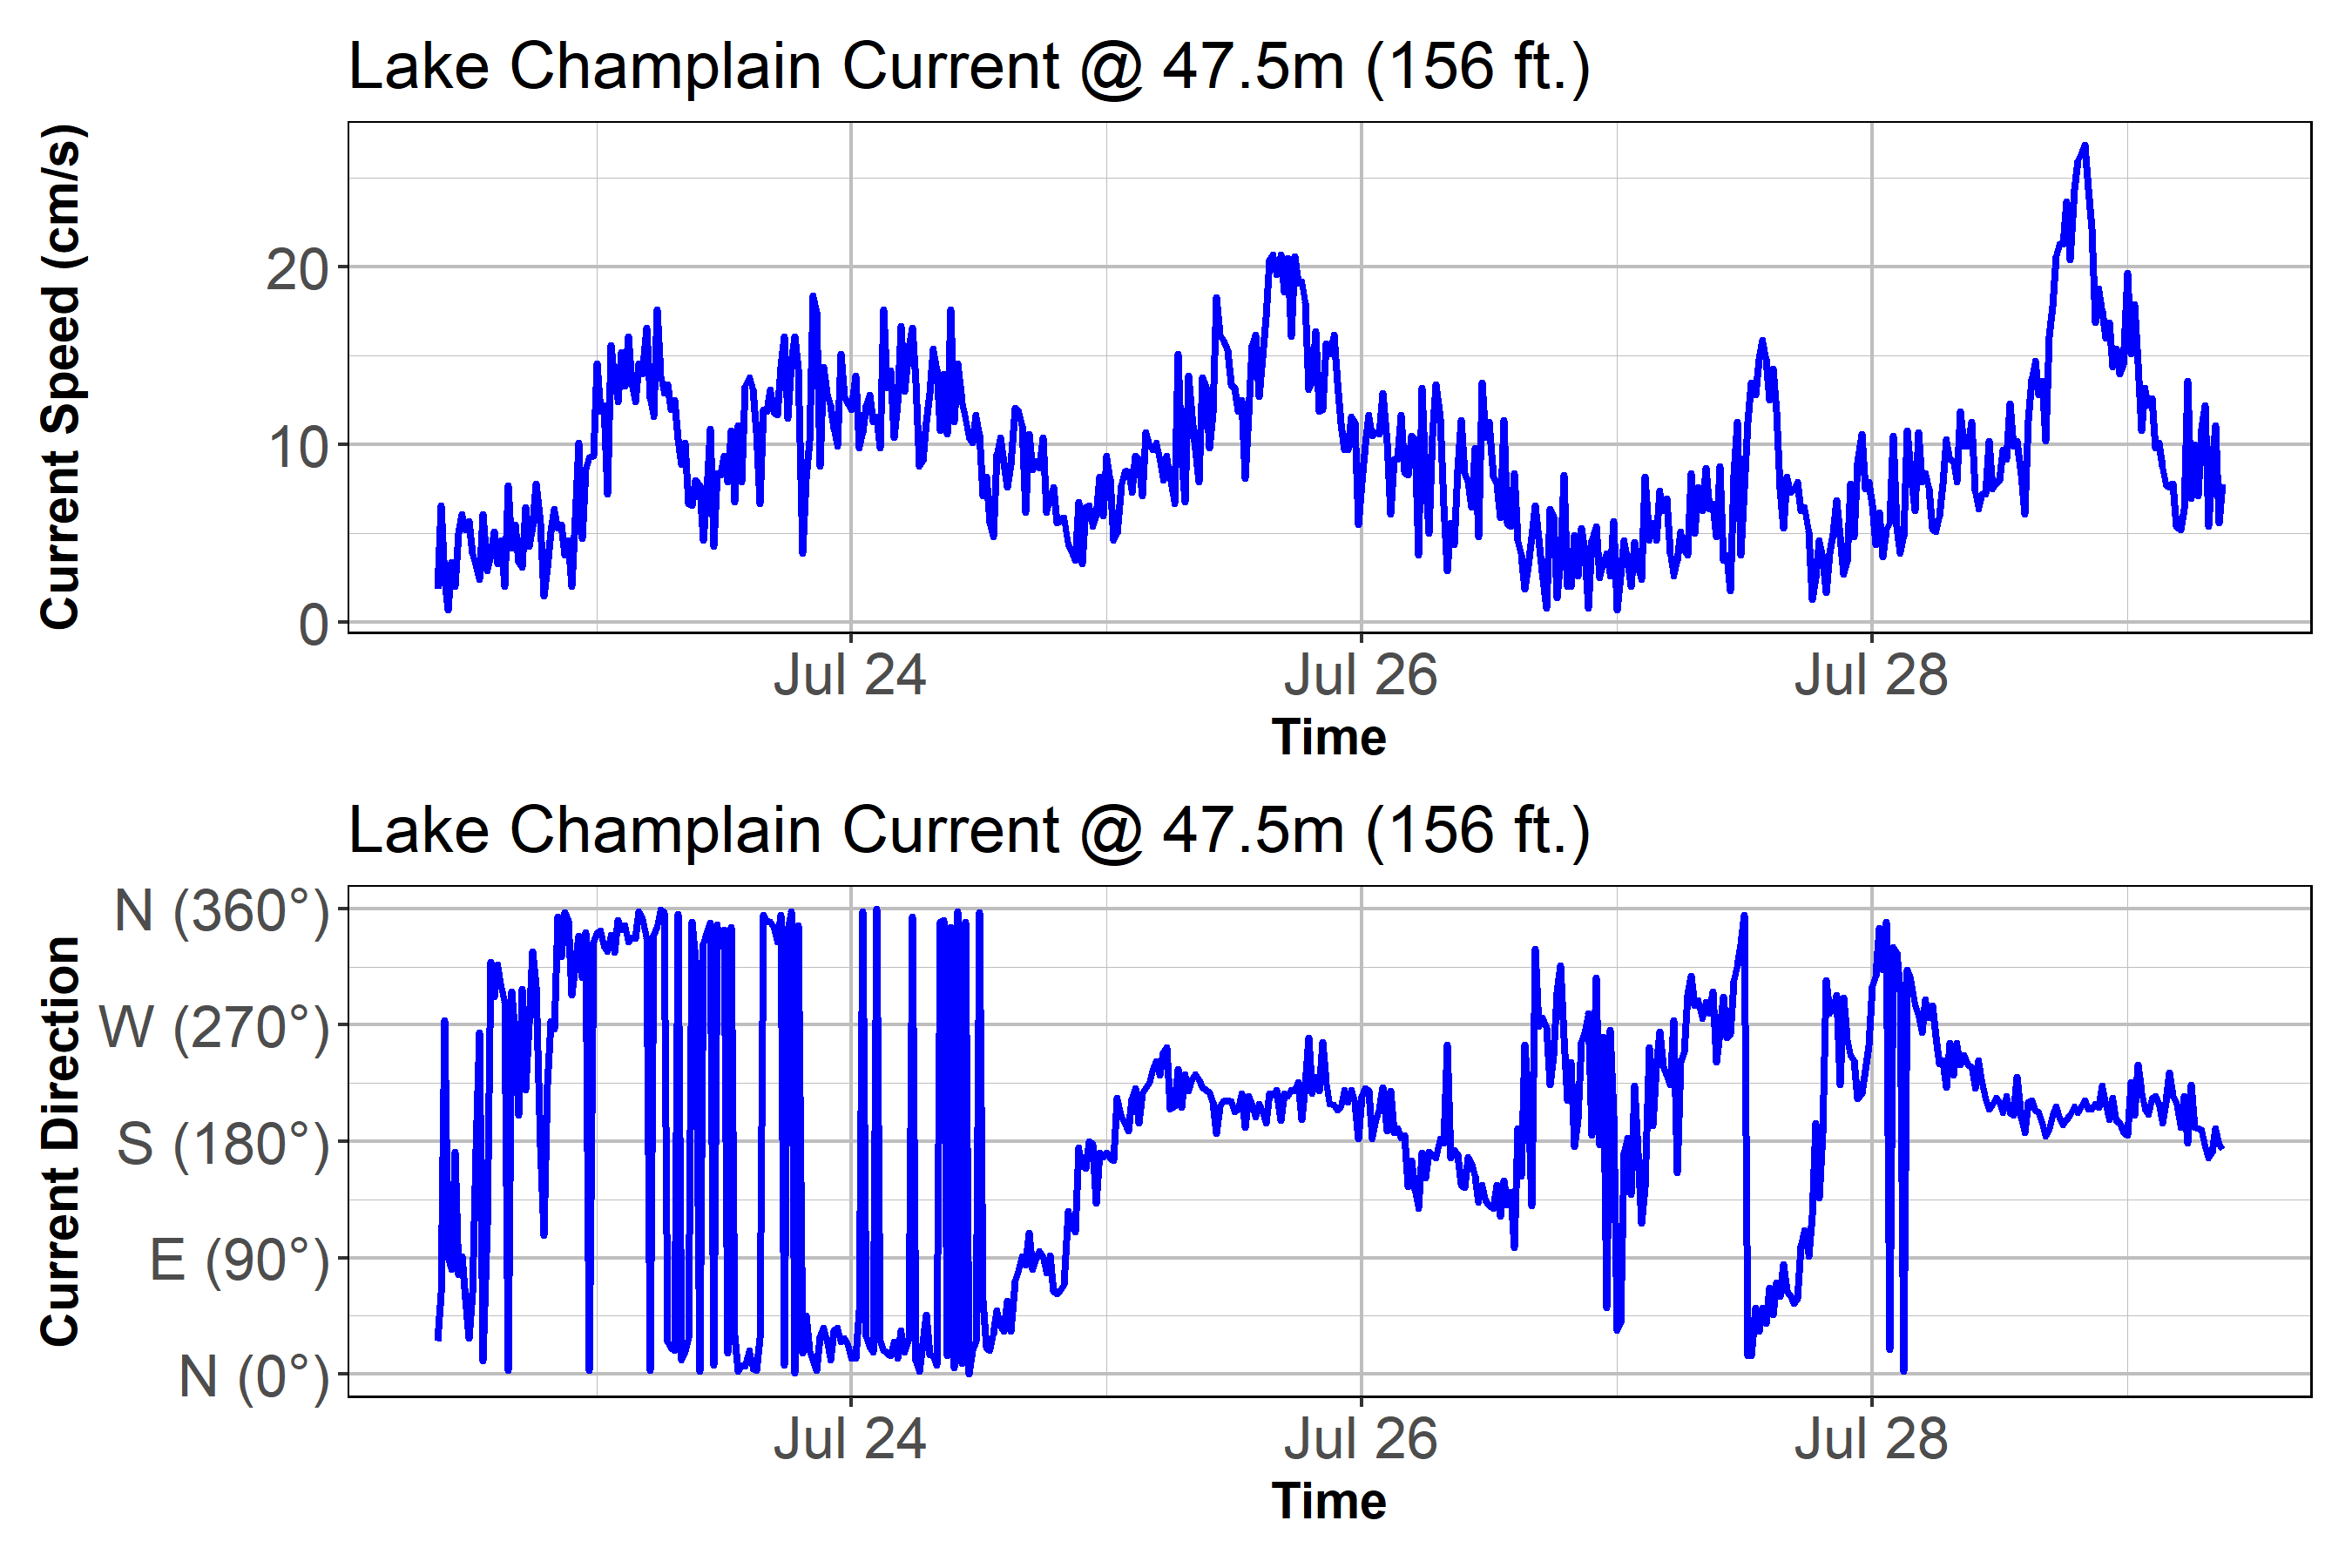 Lake Champlain Current @ 47.5m (156 ft.)
Current Speed (cm/s)
20
10
0
Jul 24
Jul 26
Jul 28
Time
Lake Champlain Current @ 47.5m (156 ft.)
Current Direction
N (360°)
W (270°)
S (180°)
E (90°)
N (0°)
Jul 24
Jul 26
Jul 28
Time